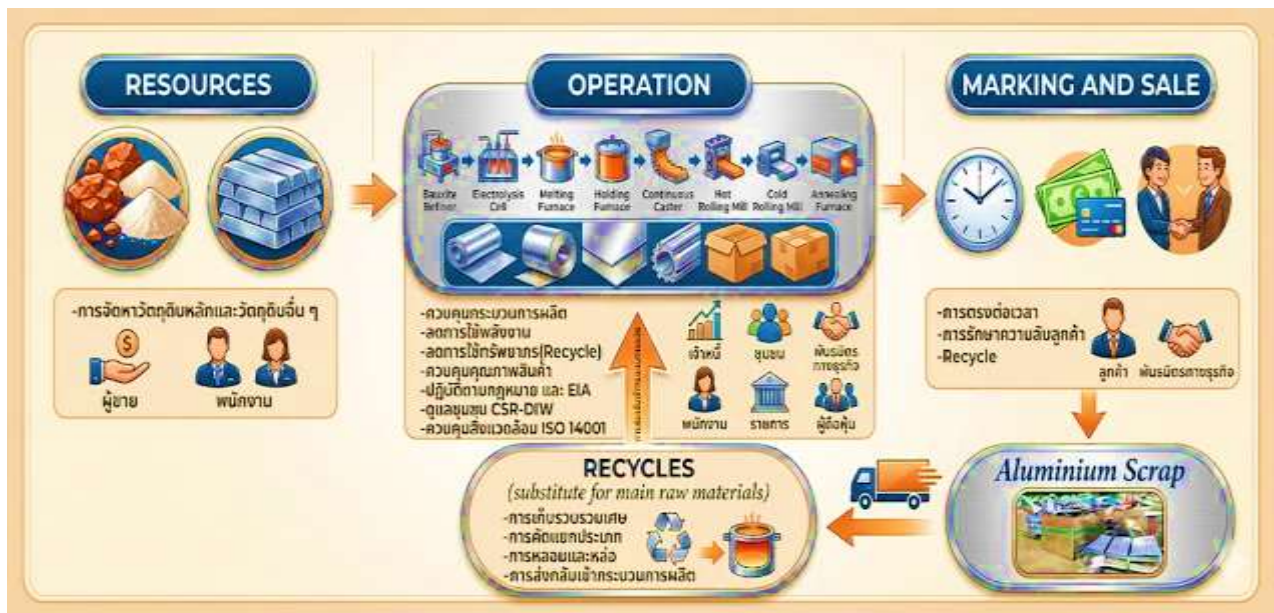 RESOURCES
-การจัดหาวัตถุดิบหลักและวัตถุดิบอื่น ๆ
ผู้ขาย
พนักงาน
OPERATION
Bauxite Refiner
Electrolysis Cell
Melting Furnace
Holding Furnace
Continuous Caster
Hot Rolling Mill
Cold Rolling Mill
Annealing Furnace
-ควบคุมกระบวนการผลิต
-ลดการใช้พลังงาน
-ลดการใช้ทรัพยากร(Recycle)
-ควบคุมคุณภาพสินค้า
-ปฏิบัติตามกฎหมาย และ EIA
-ดูแลชุมชน CSR-DIW
-ควบคุมสิ่งแวดล้อม ISO 14001
เจ้าหนี้
ชุมชน
พันธมิตร
ทางธุรกิจ
พนักงาน
ราชการ
ผู้ถือหุ้น
MARKING AND SALE
-การตรงต่อเวลา
-การรักษาความลับลูกค้า
-Recycle
ลูกค้า
พันธมิตรทางธุรกิจ
Aluminium Scrap
RECYCLES
(substitute for main raw materials)
-การเก็บรวบรวมเศษ
-การคัดแยกประเภท
-การหลอมและหล่อ
-การส่งกลับเข้ากระบวนการผลิต